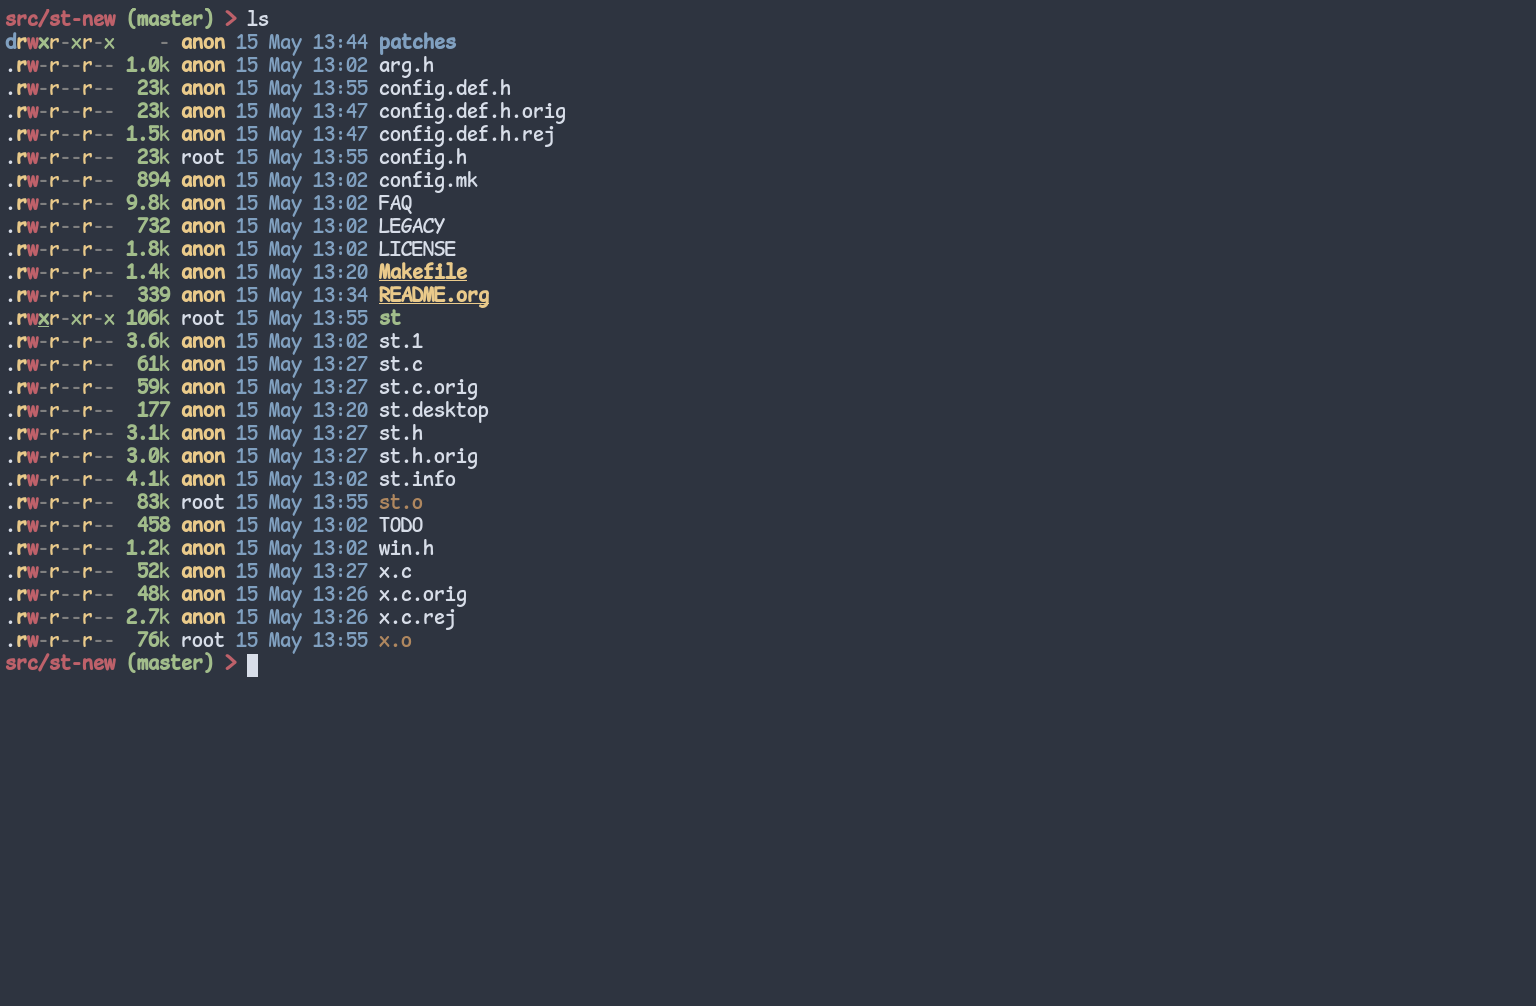 src/st-new (master) > ls
drwxr-xr-x    - anon 15 May 13:44 patches
.rw-r--r-- 1.0k anon 15 May 13:02 arg.h
.rw-r--r--  23k anon 15 May 13:55 config.def.h
.rw-r--r--  23k anon 15 May 13:47 config.def.h.orig
.rw-r--r-- 1.5k anon 15 May 13:47 config.def.h.rej
.rw-r--r--  23k root 15 May 13:55 config.h
.rw-r--r--  894 anon 15 May 13:02 config.mk
.rw-r--r-- 9.8k anon 15 May 13:02 FAQ
.rw-r--r--  732 anon 15 May 13:02 LEGACY
.rw-r--r-- 1.8k anon 15 May 13:02 LICENSE
.rw-r--r-- 1.4k anon 15 May 13:20 Makefile
.rw-r--r--  339 anon 15 May 13:34 README.org
.rwxr-xr-x 106k root 15 May 13:55 st
.rw-r--r-- 3.6k anon 15 May 13:02 st.1
.rw-r--r--  61k anon 15 May 13:27 st.c
.rw-r--r--  59k anon 15 May 13:27 st.c.orig
.rw-r--r--  177 anon 15 May 13:20 st.desktop
.rw-r--r-- 3.1k anon 15 May 13:27 st.h
.rw-r--r-- 3.0k anon 15 May 13:27 st.h.orig
.rw-r--r-- 4.1k anon 15 May 13:02 st.info
.rw-r--r--  83k root 15 May 13:55 st.o
.rw-r--r--  458 anon 15 May 13:02 TODO
.rw-r--r-- 1.2k anon 15 May 13:02 win.h
.rw-r--r--  52k anon 15 May 13:27 x.c
.rw-r--r--  48k anon 15 May 13:26 x.c.orig
.rw-r--r-- 2.7k anon 15 May 13:26 x.c.rej
.rw-r--r--  76k root 15 May 13:55 x.o
src/st-new (master) >